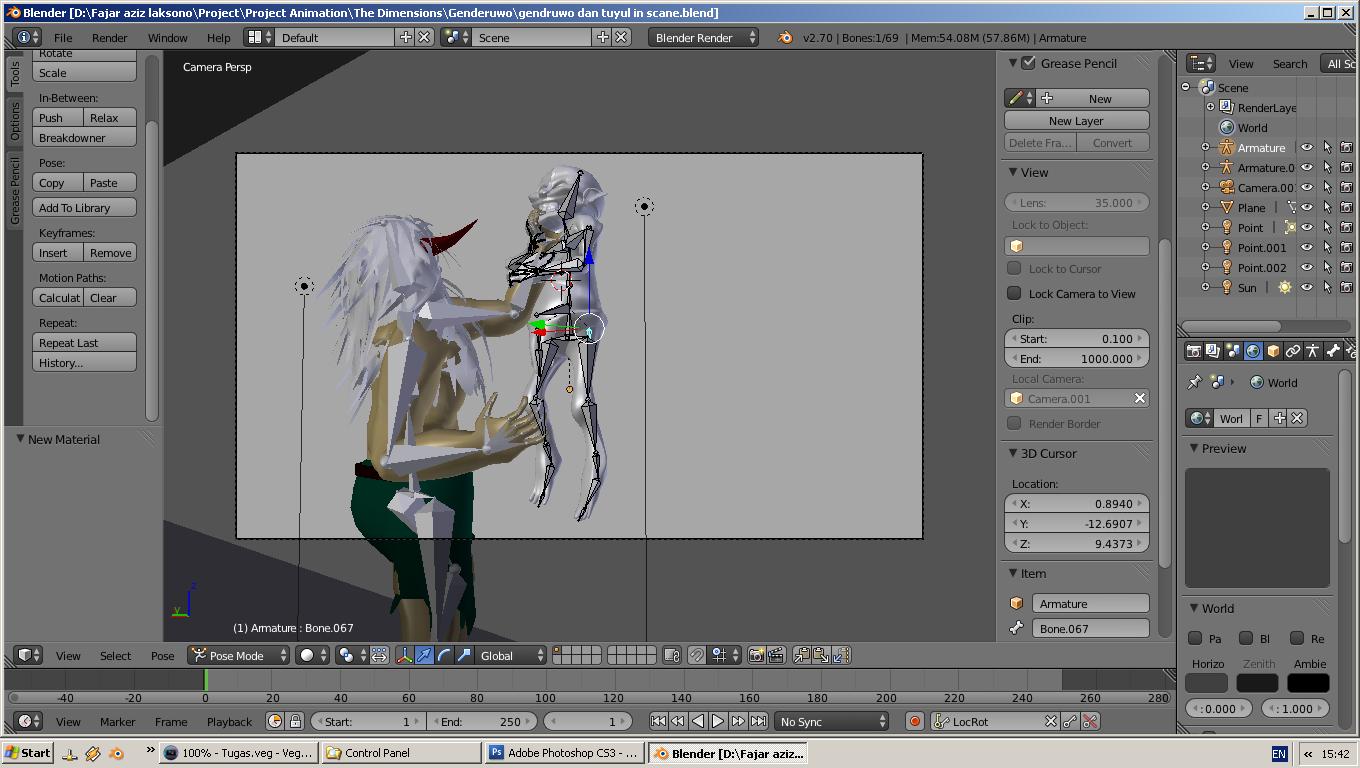 Blender [D:\Fajar aziz laksono\Project\Project Animation\The Dimensions\Genderuwo\gendruwo dan tuyul in scane.blend]
File Render Window Help Default Scene Blender Render v2.70 | Bones:1/69 | Mem:54.08M (57.86M) | Armature
Tools
Options
Grease Pencil
Rotate
Scale
In-Between:
Push Relax
Breakdowner
Pose:
Copy Paste
Add To Library
Keyframes:
Insert Remove
Motion Paths:
Calculat Clear
Repeat:
Repeat Last
History...
New Material
Camera Persp
z
y
(1) Armature : Bone.067
Grease Pencil
New
New Layer
Delete Fra... Convert
View
Lens: 35.000
Lock to Object:
Lock to Cursor
Lock Camera to View
Clip:
Start: 0.100
End: 1000.000
Local Camera:
Camera.001
Render Border
3D Cursor
Location:
X: 0.8940
Y: -12.6907
Z: 9.4373
Item
Armature
Bone.067
View Search All Sc
Scene
RenderLaye
World
Armature
Armature.0
Camera.00
Plane
Point
Point.001
Point.002
Sun
World
Worl F
Preview
World
Pa Bl Re
Horizo Zenith Ambie
:0.000 : 1.000
View Select Pose Pose Mode Global
-40 -20 0 20 40 60 80 100 120 140 160 180 200 220 240 260 280
View Marker Frame Playback Start: 1 End: 250 1 No Sync LocRot
Start 100% - Tugas.veg - Veg... Control Panel Ps Adobe Photoshop CS3 - ... Blender [D:\Fajar aziz... EN 15:42